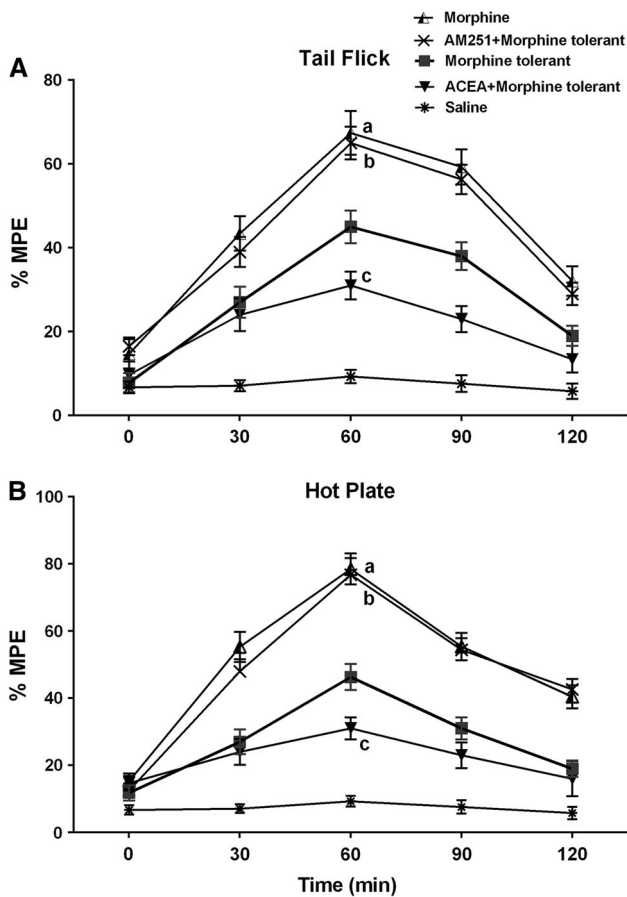 Morphine
AM251+Morphine tolerant
Morphine tolerant
ACEA+Morphine tolerant
Saline
A
Tail Flick
80
60
40
20
0
% MPE
a
b
c
0 30 60 90 120
B
Hot Plate
100
80
60
40
20
0
% MPE
a
b
c
0 30 60 90 120
Time (min)